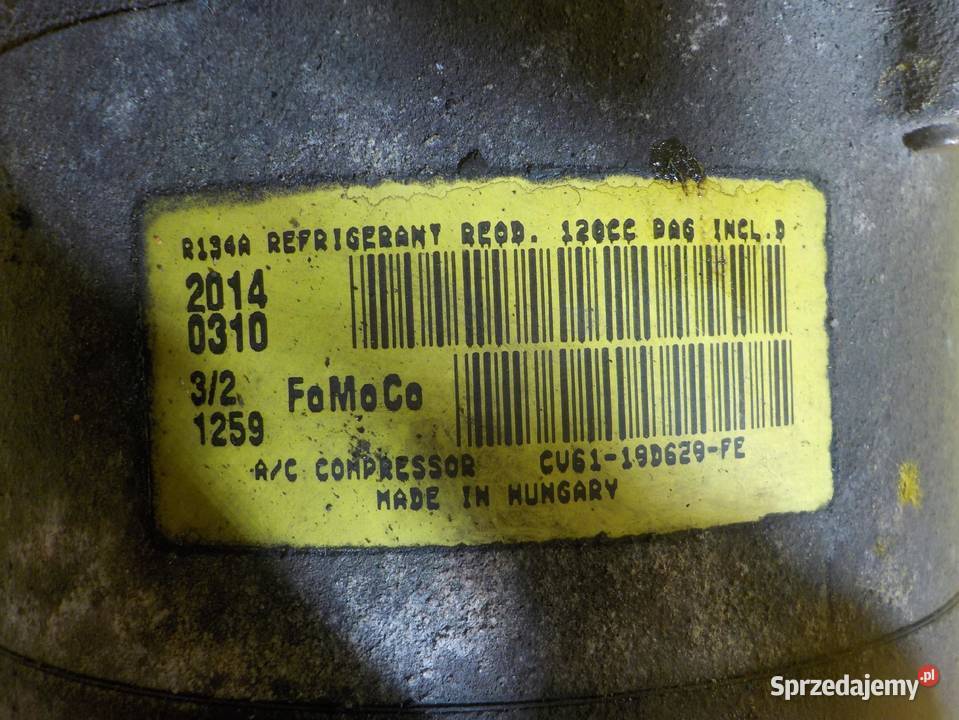 R134A REFRIGERANT REQD. 120CC PAG INCL.D
2014
0310
3/2
1259
FoMoCo
A/C COMPRESSOR CV61-19D629-FE
MADE IN HUNGARY
Sprzedajemy.pl